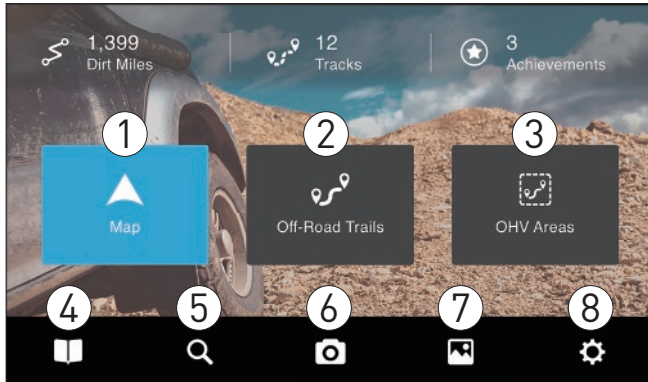 1,399
Dirt Miles
12
Tracks
3
Achievements
1
2
3
Map
Off-Road Trails
OHV Areas
4
5
6
7
8